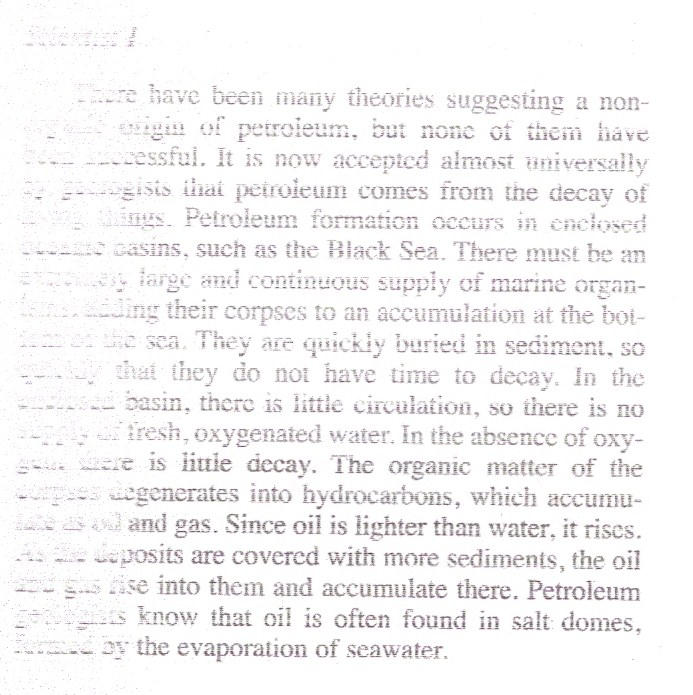 There have been many theories suggesting a non-
origin of petroleum, but none of them have
been successful. It is now accepted almost universally
by geologists that petroleum comes from the decay of
living things. Petroleum formation occurs in enclosed
oceanic basins, such as the Black Sea. There must be an
extremely large and continuous supply of marine organ-
isms adding their corpses to an accumulation at the bot-
tom of the sea. They are quickly buried in sediment, so
quickly that they do not have time to decay. In the
enclosed basin, there is little circulation, so there is no
supply of fresh, oxygenated water. In the absence of oxy-
gen, there is little decay. The organic matter of the
corpses degenerates into hydrocarbons, which accumu-
late as oil and gas. Since oil is lighter than water, it rises.
As the deposits are covered with more sediments, the oil
and gas rise into them and accumulate there. Petroleum
geologists know that oil is often found in salt domes,
formed by the evaporation of seawater.